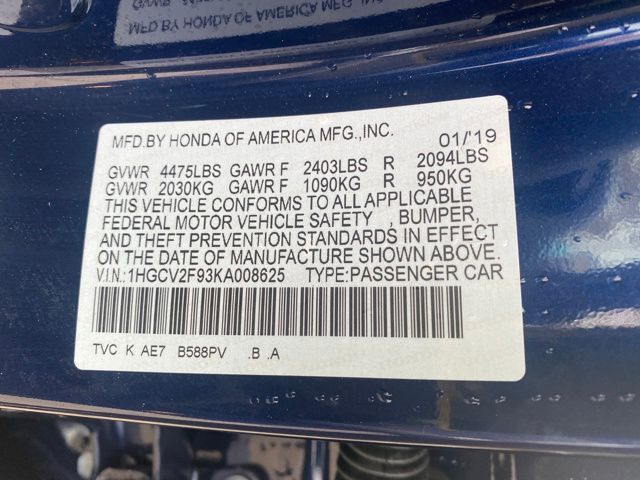 MFD.BY HONDA OF AMERICA MFG.,INC. 01/'19
GVWR 4475LBS GAWR F 2403LBS R 2094LBS
GVWR 2030KG GAWR F 1090KG R 950KG
THIS VEHICLE CONFORMS TO ALL APPLICABLE
FEDERAL MOTOR VEHICLE SAFETY , BUMPER,
AND THEFT PREVENTION STANDARDS IN EFFECT
ON THE DATE OF MANUFACTURE SHOWN ABOVE.
V.I.N.:1HGCV2F93KA008625 TYPE:PASSENGER CAR
TVC K AE7 B588PV .B .A